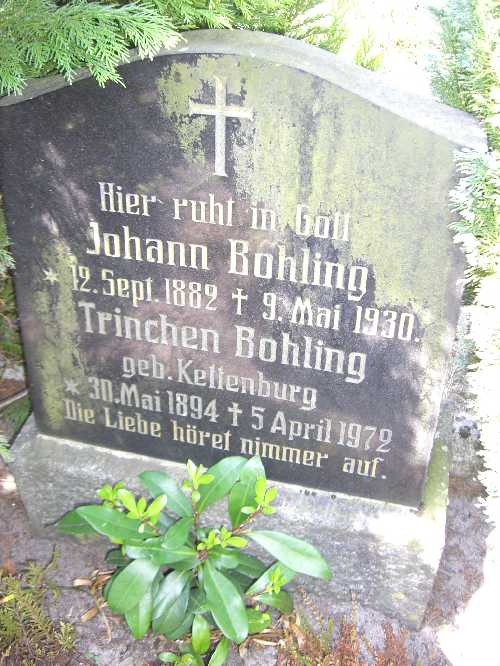 Hier ruht in Gott
Johann Bohling
* 12. Sept. 1882 † 9. Mai 1930.
Trinchen Bohling
geb. Kettenburg
* 30. Mai 1894 † 5 April 1972
Die Liebe höret nimmer auf.